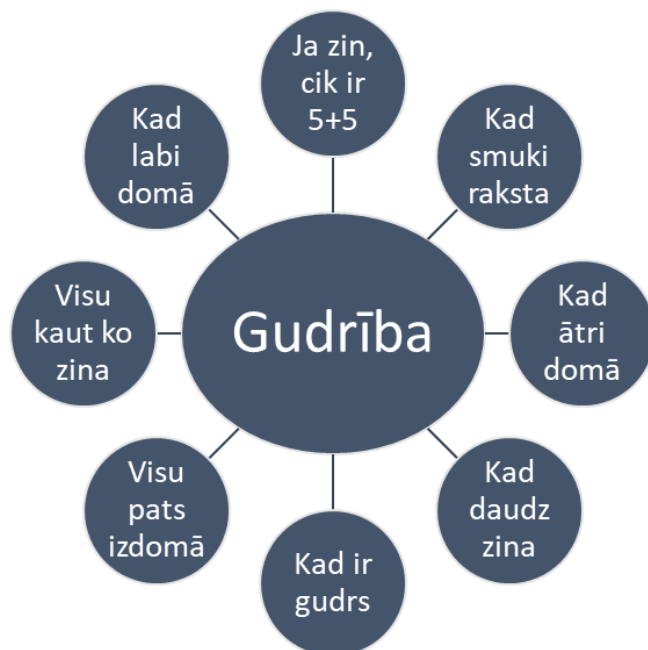 Ja zin,
cik ir
5+5
Kad
smuki
raksta
Kad
ātri
domā
Kad
daudz
zina
Kad ir
gudrs
Visu
pats
izdomā
Visu
kaut ko
zina
Kad
labi
domā
Gudrība